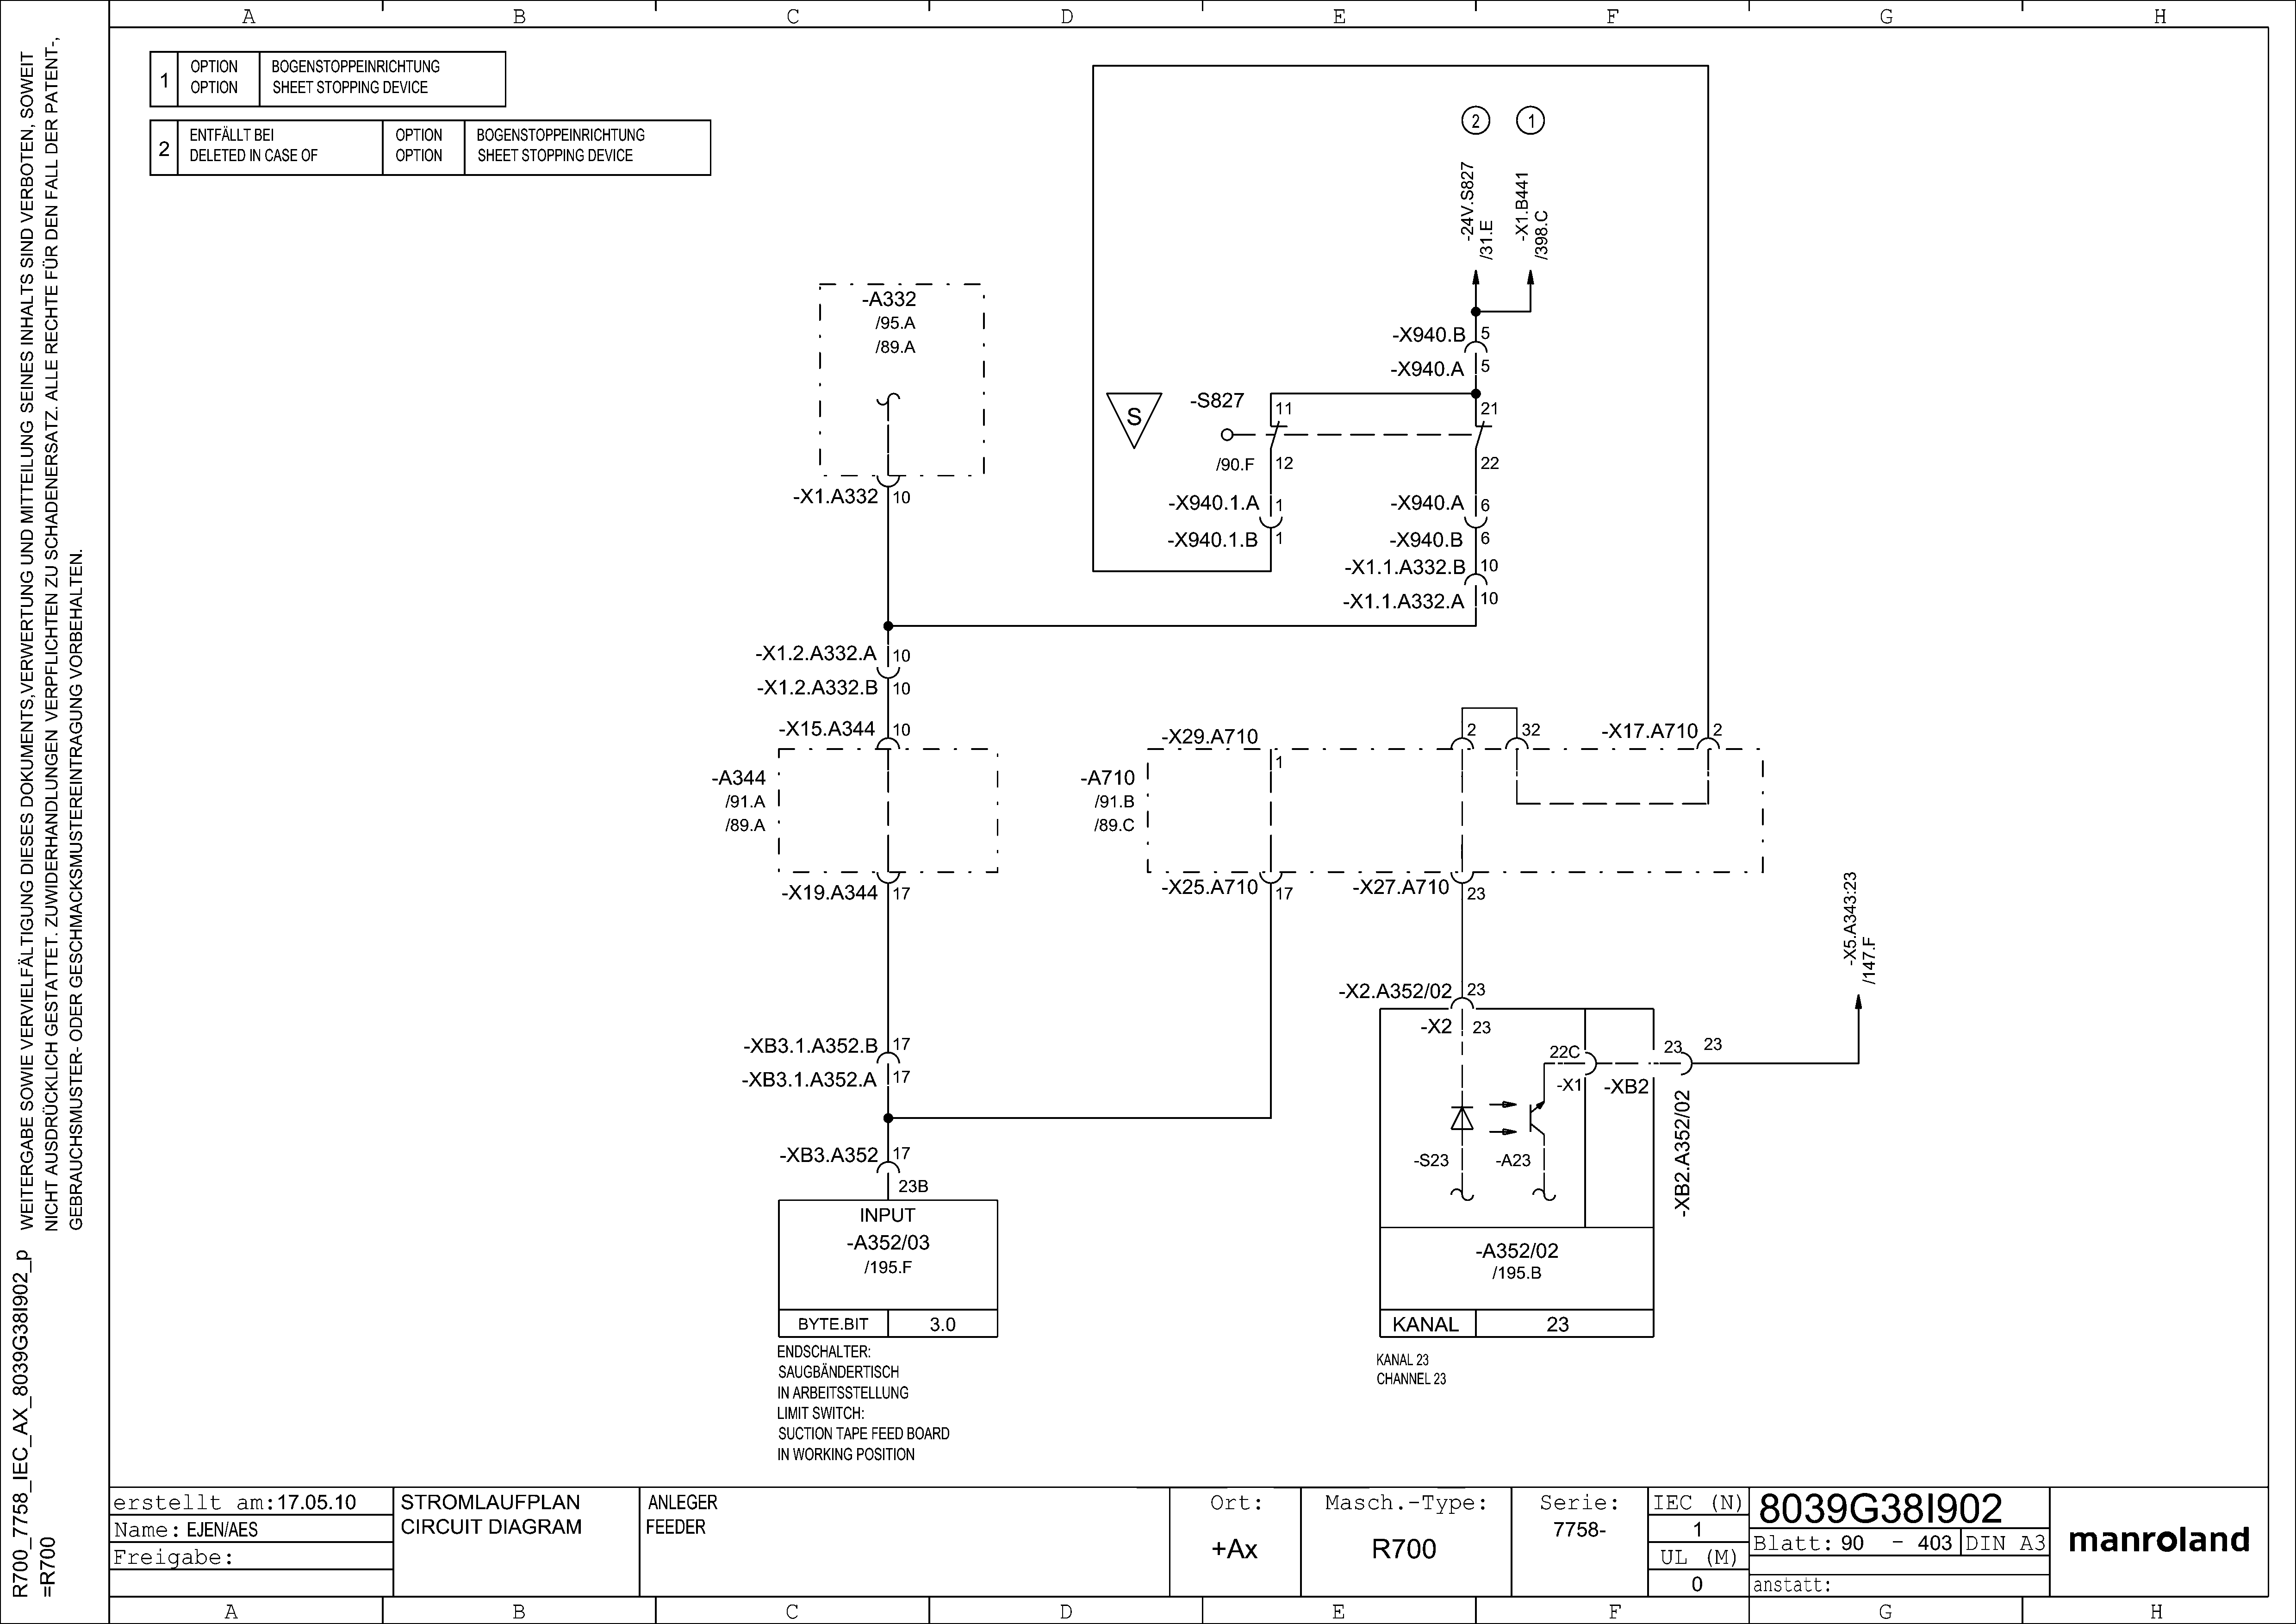 A B C D E F G H
1 OPTION BOGENSTOPPEINRICHTUNG
OPTION SHEET STOPPING DEVICE
2 ENTFÄLLT BEI OPTION BOGENSTOPPEINRICHTUNG
DELETED IN CASE OF OPTION SHEET STOPPING DEVICE
2 1
-24V.S827
/31.E
-X1.B441
/398.C
-A332
/95.A
/89.A
-X1.A332 10
-X940.B 5
-X940.A 5
S
-S827
11
21
/90.F
12
22
-X940.1.A 1
-X940.1.B 1
-X940.A 6
-X940.B 6
-X1.1.A332.B 10
-X1.1.A332.A 10
-X1.2.A332.A 10
-X1.2.A332.B 10
-X15.A344 10
-A344
/91.A
/89.A
-X19.A344 17
-X29.A710
1
2
32
-X17.A710 2
-A710
/91.B
/89.C
-X25.A710 17
-X27.A710 23
-X5.A343:23
/147.F
-X2.A352/02 23
-X2 23
22C
-X1
-XB2
23 23
-XB2.A352/02
-S23
-A23
-A352/02
/195.B
KANAL 23
KANAL 23
CHANNEL 23
-XB3.1.A352.B 17
-XB3.1.A352.A 17
-XB3.A352 17
23B
INPUT
-A352/03
/195.F
BYTE.BIT 3.0
ENDSCHALTER:
SAUGBÄNDERTISCH
IN ARBEITSSTELLUNG
LIMIT SWITCH:
SUCTION TAPE FEED BOARD
IN WORKING POSITION
WEITERGABE SOWIE VERVIELFÄLTIGUNG DIESES DOKUMENTS,VERWERTUNG UND MITTEILUNG SEINES INHALTS SIND VERBOTEN, SOWEIT
NICHT AUSDRÜCKLICH GESTATTET. ZUWIDERHANDLUNGEN VERPFLICHTEN ZU SCHADENERSATZ. ALLE RECHTE FÜR DEN FALL DER PATENT-,
GEBRAUCHSMUSTER- ODER GESCHMACKSMUSTEREINTRAGUNG VORBEHALTEN.
R700_7758_IEC_AX_8039G38I902_p
=R700
erstellt am:17.05.10
Name: EJEN/AES
Freigabe:
STROMLAUFPLAN
CIRCUIT DIAGRAM
ANLEGER
FEEDER
Ort:
+Ax
Masch.-Type:
R700
Serie:
7758-
IEC (N)
1
UL (M)
0
8039G38I902
Blatt: 90 - 403 DIN A3
anstatt:
manroland
A B C D E F G H